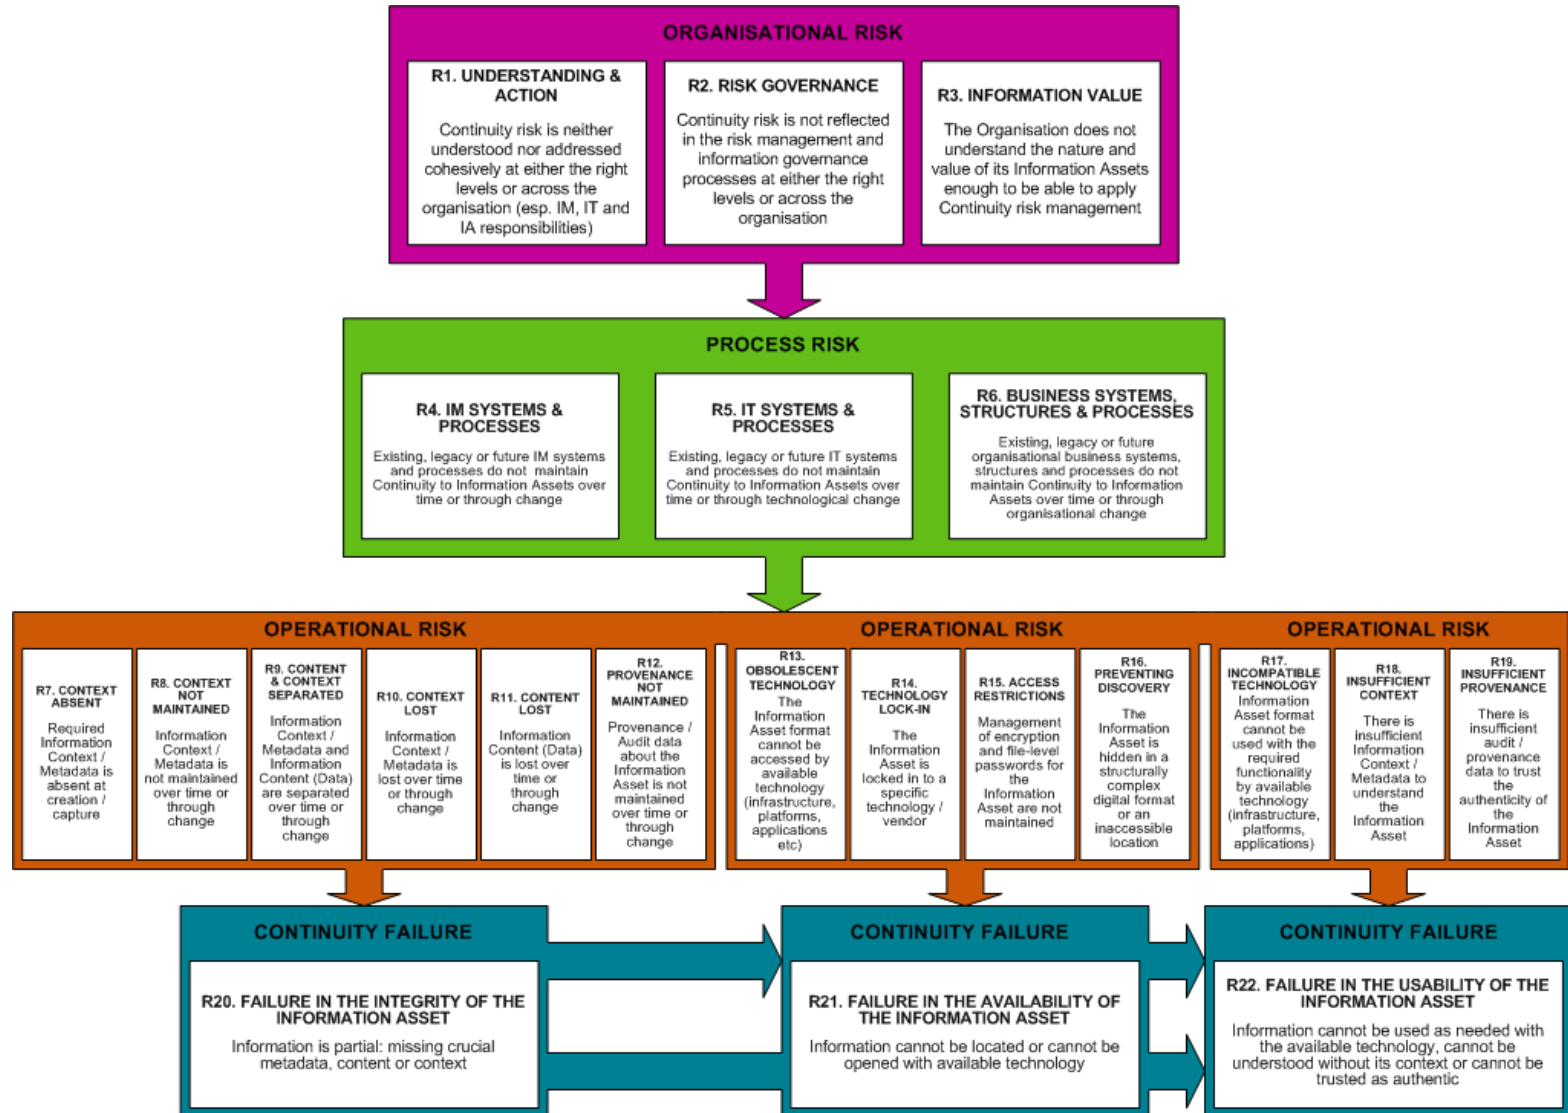 ORGANISATIONAL RISK
R1. UNDERSTANDING &
ACTION
Continuity risk is neither
understood nor addressed
cohesively at either the right
levels or across the
organisation (esp. IM, IT and
IA responsibilities)
R2. RISK GOVERNANCE
Continuity risk is not reflected
in the risk management and
information governance
processes at either the right
levels or across the
organisation
R3. INFORMATION VALUE
The Organisation does not
understand the nature and
value of its Information Assets
enough to be able to apply
Continuity risk management
PROCESS RISK
R4. IM SYSTEMS &
PROCESSES
Existing, legacy or future IM systems
and processes do not maintain
Continuity to Information Assets over
time or through change
R5. IT SYSTEMS &
PROCESSES
Existing, legacy or future IT systems
and processes do not maintain
Continuity to Information Assets over
time or through technological change
R6. BUSINESS SYSTEMS,
STRUCTURES & PROCESSES
Existing, legacy or future
organisational business systems,
structures and processes do not
maintain Continuity to Information
Assets over time or through
organisational change
OPERATIONAL RISK
R7. CONTEXT
ABSENT
Required
Information
Context /
Metadata is
absent at
creation /
capture
R8. CONTEXT
NOT
MAINTAINED
Information
Context /
Metadata is
not maintained
over time or
through
change
R9. CONTENT
& CONTEXT
SEPARATED
Information
Context /
Metadata and
Information
Content (Data)
are separated
over time or
through
change
R10. CONTEXT
LOST
Information
Context /
Metadata is
lost over time
or through
change
R11. CONTENT
LOST
Information
Content (Data)
is lost over
time or
through
change
R12.
PROVENANCE
NOT
MAINTAINED
Provenance /
Audit data
about the
Information
Asset is not
maintained
over time or
through
change
OPERATIONAL RISK
R13.
OBSOLESCENT
TECHNOLOGY
The
Information
Asset format
cannot be
accessed by
available
technology
(infrastructure,
platforms,
applications
etc)
R14.
TECHNOLOGY
LOCK-IN
The
Information
Asset is
locked in to a
specific
technology /
vendor
R15. ACCESS
RESTRICTIONS
Management
of encryption
and file-level
passwords for
the
Information
Asset are not
maintained
R16.
PREVENTING
DISCOVERY
The
Information
Asset is
hidden in a
structurally
complex
digital format
or an
inaccessible
location
OPERATIONAL RISK
R17.
INCOMPATIBLE
TECHNOLOGY
Information
Asset format
cannot be
used with the
required
functionality
by available
technology
(infrastructure,
platforms,
applications)
R18.
INSUFFICIENT
CONTEXT
There is
insufficient
Information
Context /
Metadata to
understand
the
Information
Asset
R19.
INSUFFICIENT
PROVENANCE
There is
insufficient
audit /
provenance
data to trust
the
authenticity of
the
Information
Asset
CONTINUITY FAILURE
R20. FAILURE IN THE INTEGRITY OF THE
INFORMATION ASSET
Information is partial: missing crucial
metadata, content or context
CONTINUITY FAILURE
R21. FAILURE IN THE AVAILABILITY OF
THE INFORMATION ASSET
Information cannot be located or cannot be
opened with available technology
CONTINUITY FAILURE
R22. FAILURE IN THE USABILITY OF THE
INFORMATION ASSET
Information cannot be used as needed with
the available technology, cannot be
understood without its context or cannot be
trusted as authentic